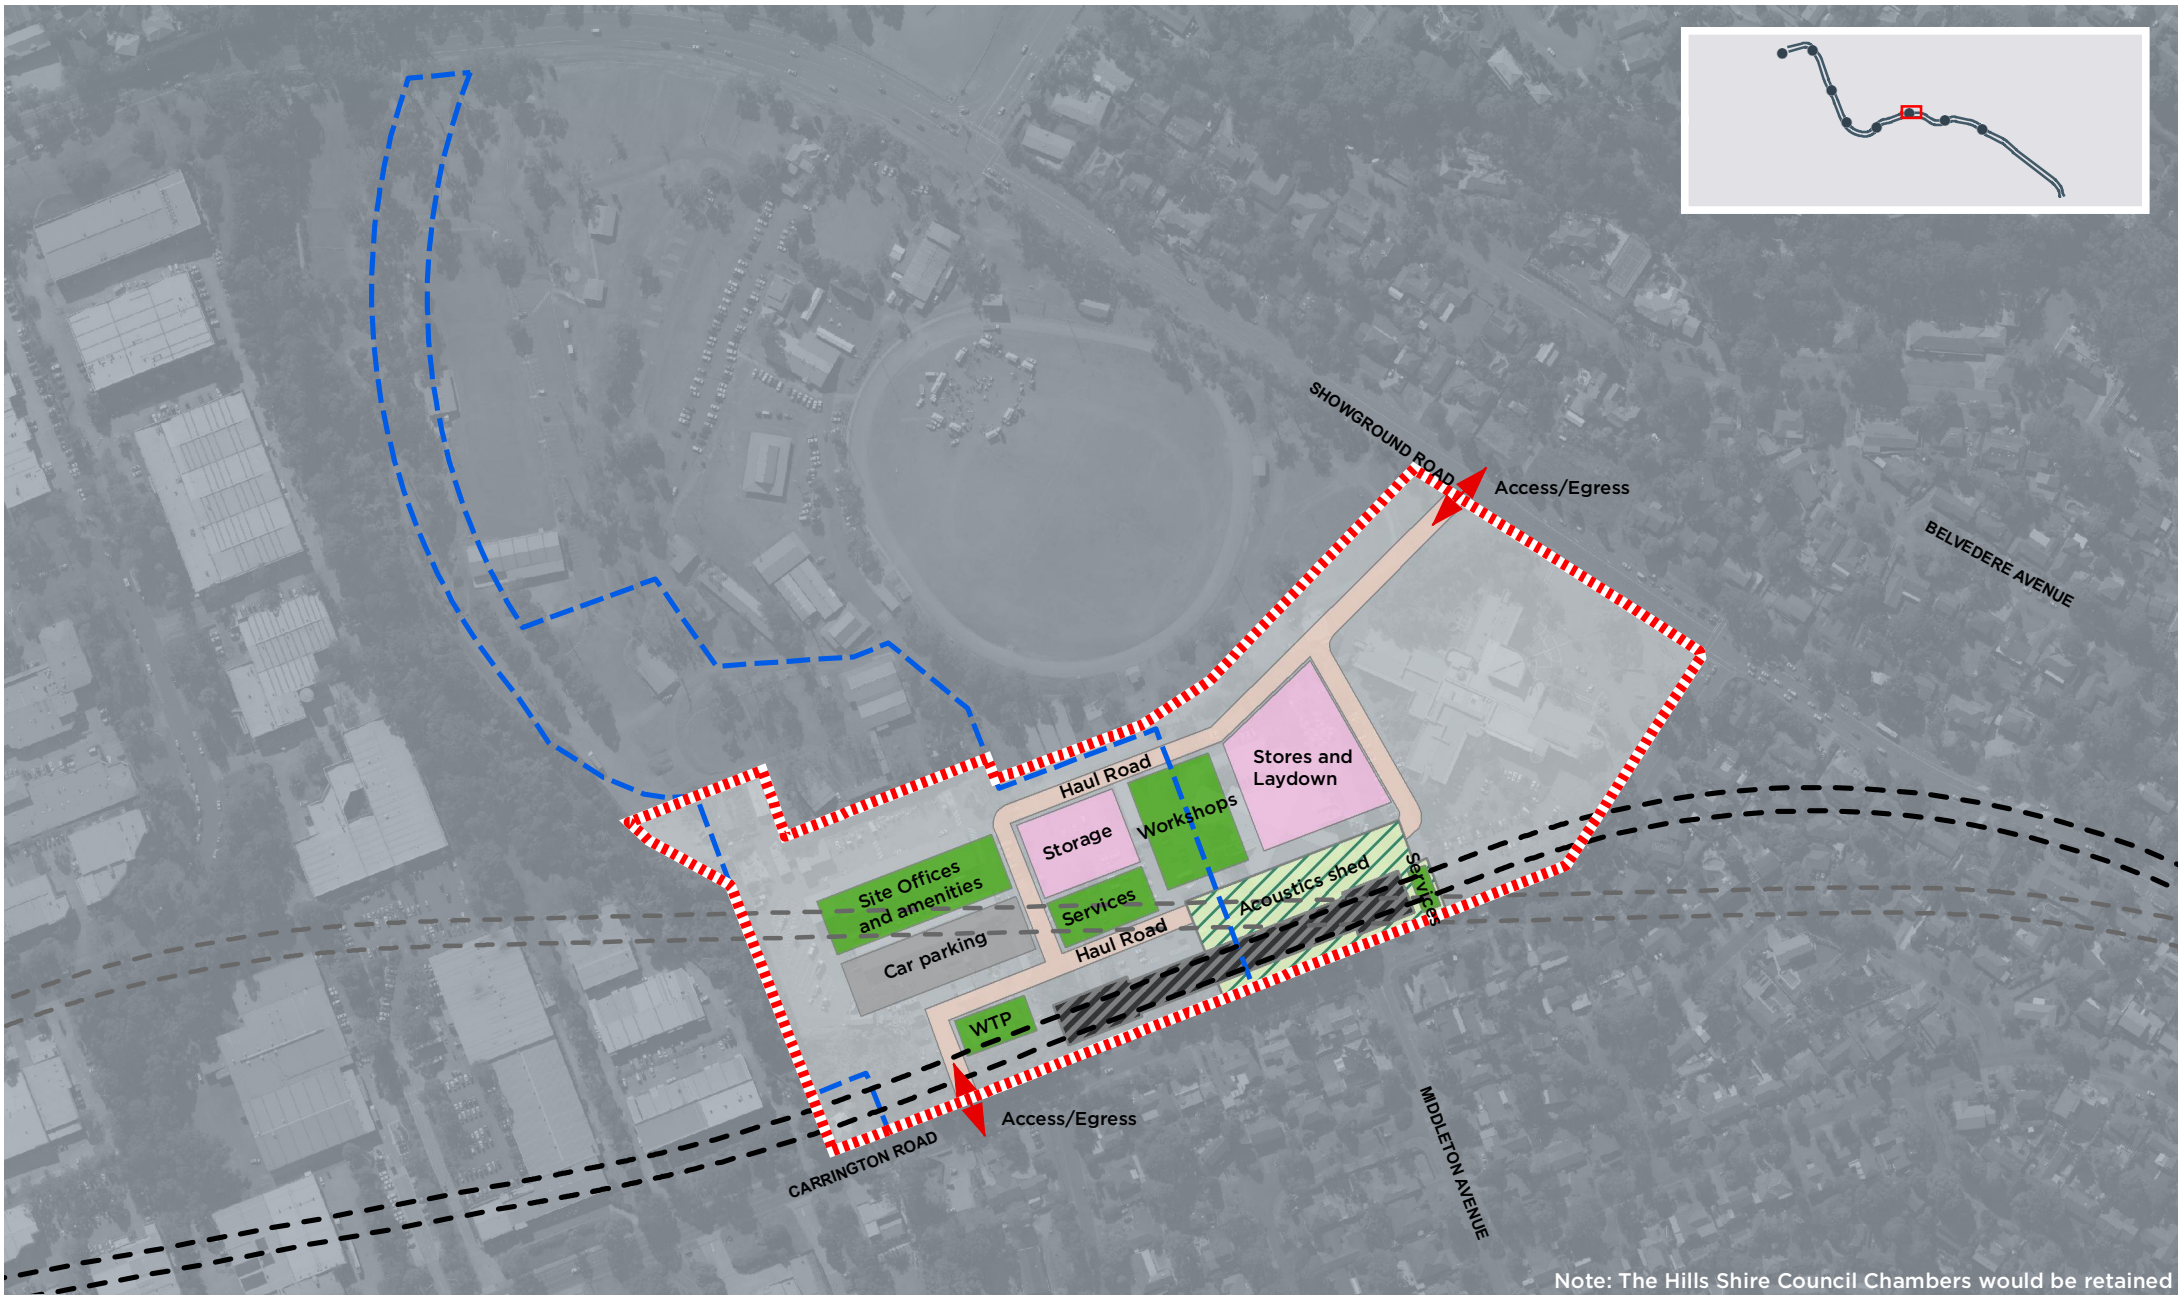 SHOWGROUND ROAD
Access/Egress
BELVEDERE AVENUE
Haul Road
Stores and
Laydown
Workshops
Storage
Site Offices
and amenities
Services
Acoustics shed
Services
Car parking
Haul Road
WTP
Access/Egress
CARRINGTON ROAD
MIDDLETON AVENUE
Note: The Hills Shire Council Chambers would be retained